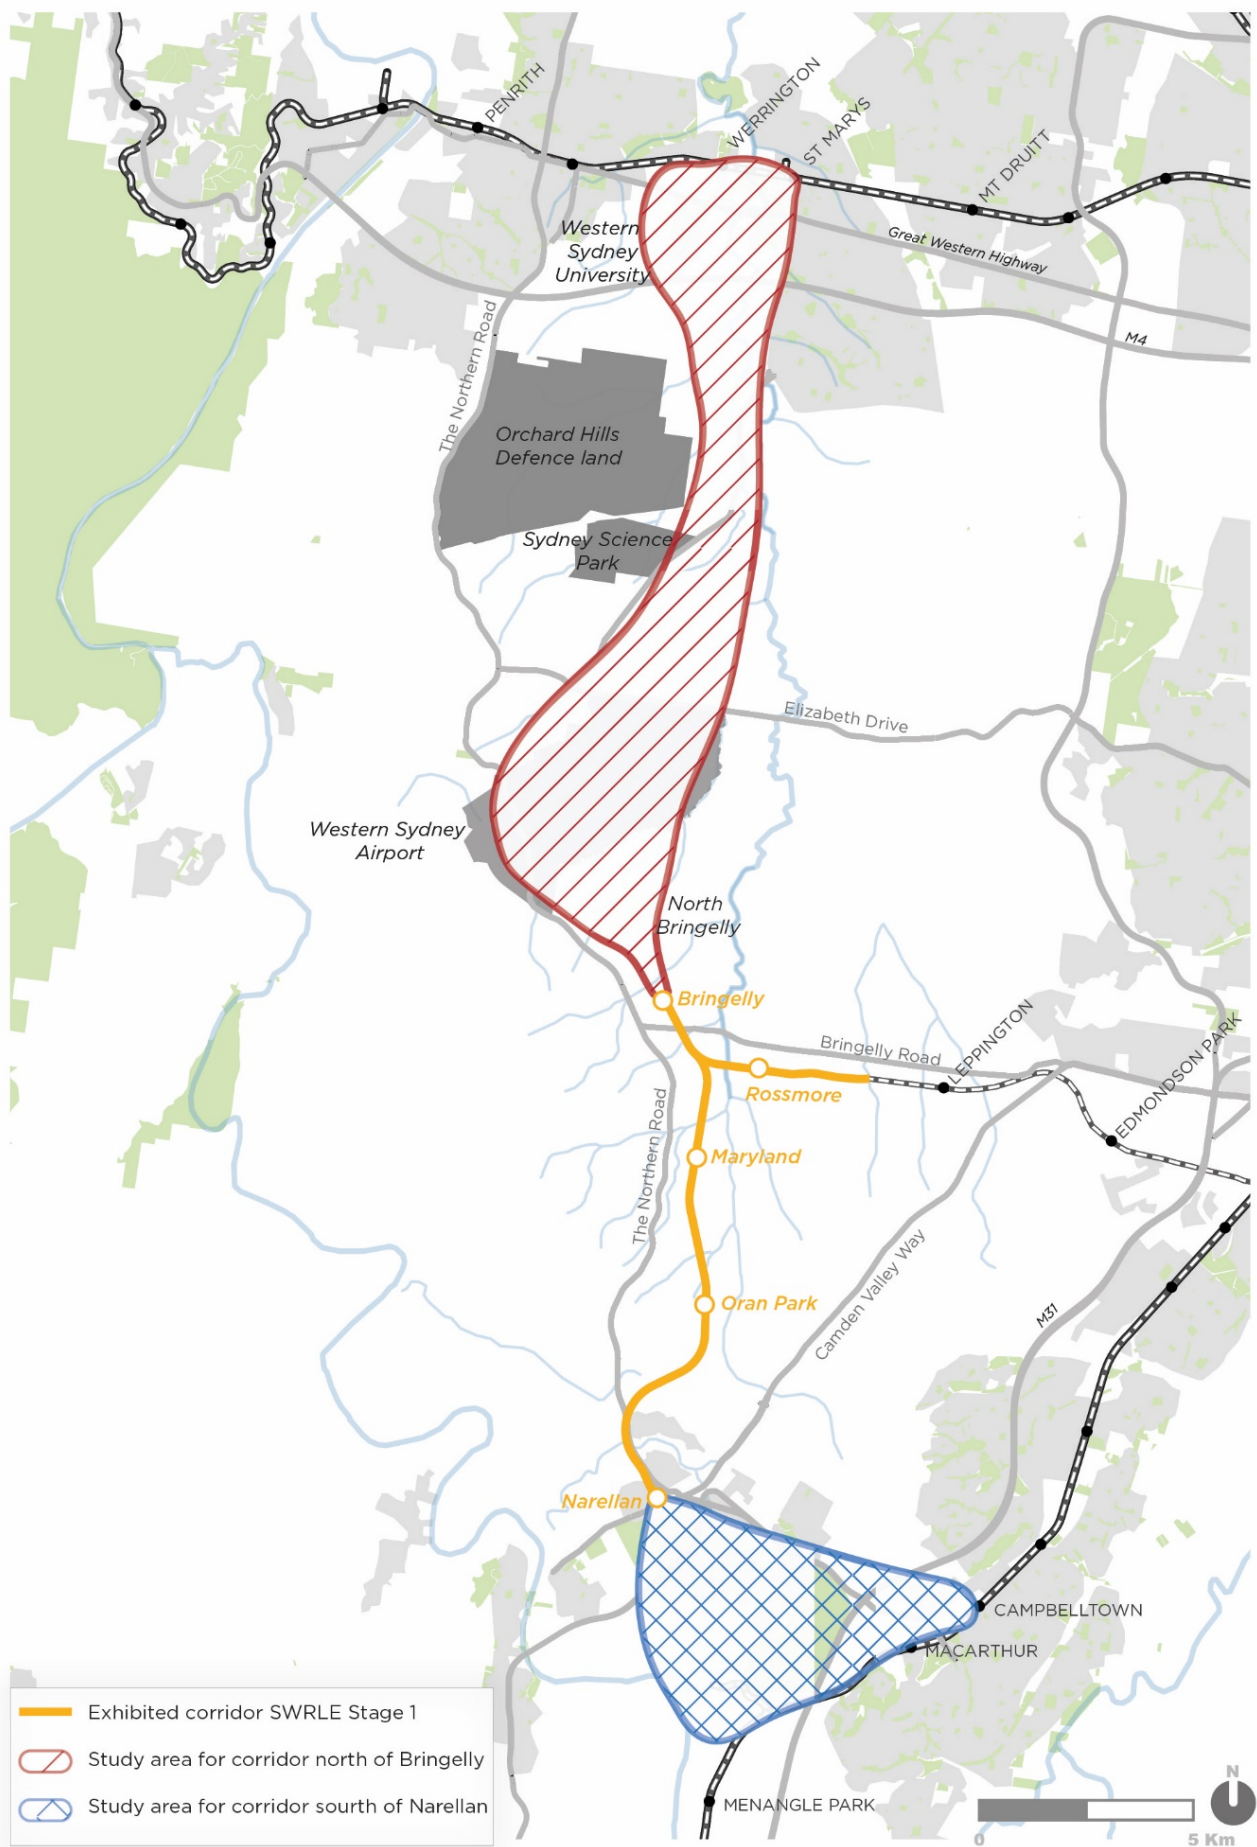 PENRITH
WERRINGTON
ST MARYS
MT DRUITT
Western
Sydney
University
Great Western Highway
M4
The Northern Road
Orchard Hills
Defence land
Sydney Science
Park
Elizabeth Drive
Western Sydney
Airport
North
Bringelly
Bringelly
Bringelly Road
LEPPINGTON
EDMONDSON PARK
Rossmore
The Northern Road
Maryland
Oran Park
Camden Valley Way
M31
Narellan
CAMPBELLTOWN
MACARTHUR
Exhibited corridor SWRLE Stage 1
Study area for corridor north of Bringelly
Study area for corridor sourth of Narellan
MENANGLE PARK
N
0 5 Km